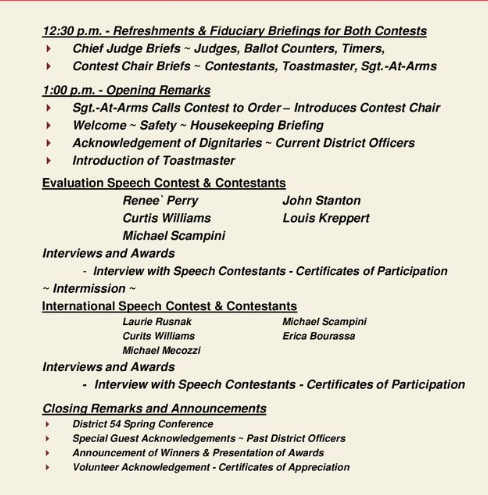 12:30 p.m. - Refreshments & Fiduciary Briefings for Both Contests
Chief Judge Briefs ~ Judges, Ballot Counters, Timers,
Contest Chair Briefs ~ Contestants, Toastmaster, Sgt.-At-Arms
1:00 p.m. - Opening Remarks
Sgt.-At-Arms Calls Contest to Order – Introduces Contest Chair
Welcome ~ Safety ~ Housekeeping Briefing
Acknowledgement of Dignitaries ~ Current District Officers
Introduction of Toastmaster
Evaluation Speech Contest & Contestants
Renee` Perry John Stanton
Curtis Williams Louis Kreppert
Michael Scampini
Interviews and Awards
- Interview with Speech Contestants - Certificates of Participation
~ Intermission ~
International Speech Contest & Contestants
Laurie Rusnak Michael Scampini
Curits Williams Erica Bourassa
Michael Mecozzi
Interviews and Awards
- Interview with Speech Contestants - Certificates of Participation
Closing Remarks and Announcements
District 54 Spring Conference
Special Guest Acknowledgements ~ Past District Officers
Announcement of Winners & Presentation of Awards
Volunteer Acknowledgement - Certificates of Appreciation